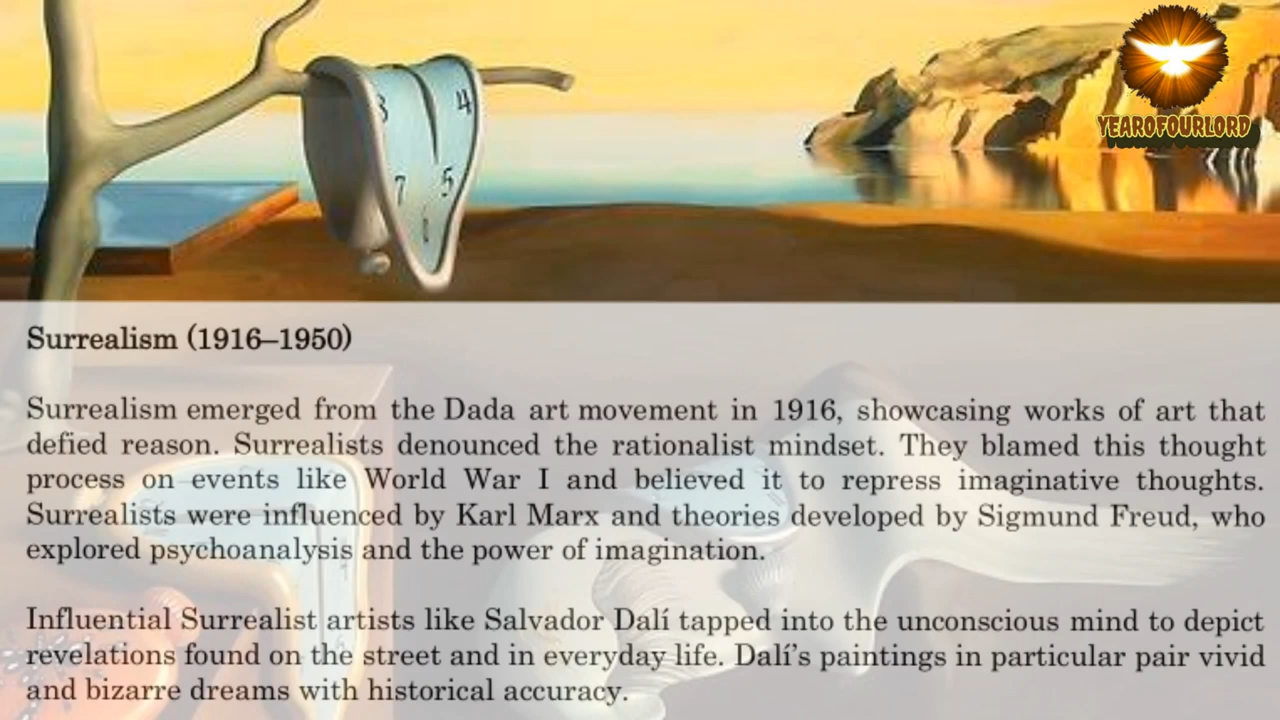 YEAROFOURLORD
3
4
7
5
6
Surrealism (1916–1950)
Surrealism emerged from the Dada art movement in 1916, showcasing works of art that
defied reason. Surrealists denounced the rationalist mindset. They blamed this thought
process on events like World War I and believed it to repress imaginative thoughts.
Surrealists were influenced by Karl Marx and theories developed by Sigmund Freud, who
explored psychoanalysis and the power of imagination.
Influential Surrealist artists like Salvador Dalí tapped into the unconscious mind to depict
revelations found on the street and in everyday life. Dalí’s paintings in particular pair vivid
and bizarre dreams with historical accuracy.